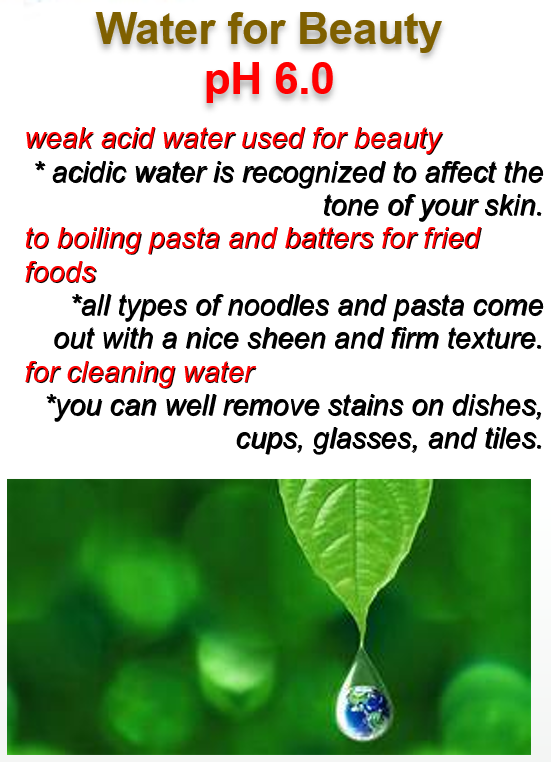 Water for Beauty
pH 6.0
weak acid water used for beauty
* acidic water is recognized to affect the
tone of your skin.
to boiling pasta and batters for fried
foods
*all types of noodles and pasta come
out with a nice sheen and firm texture.
for cleaning water
*you can well remove stains on dishes,
cups, glasses, and tiles.